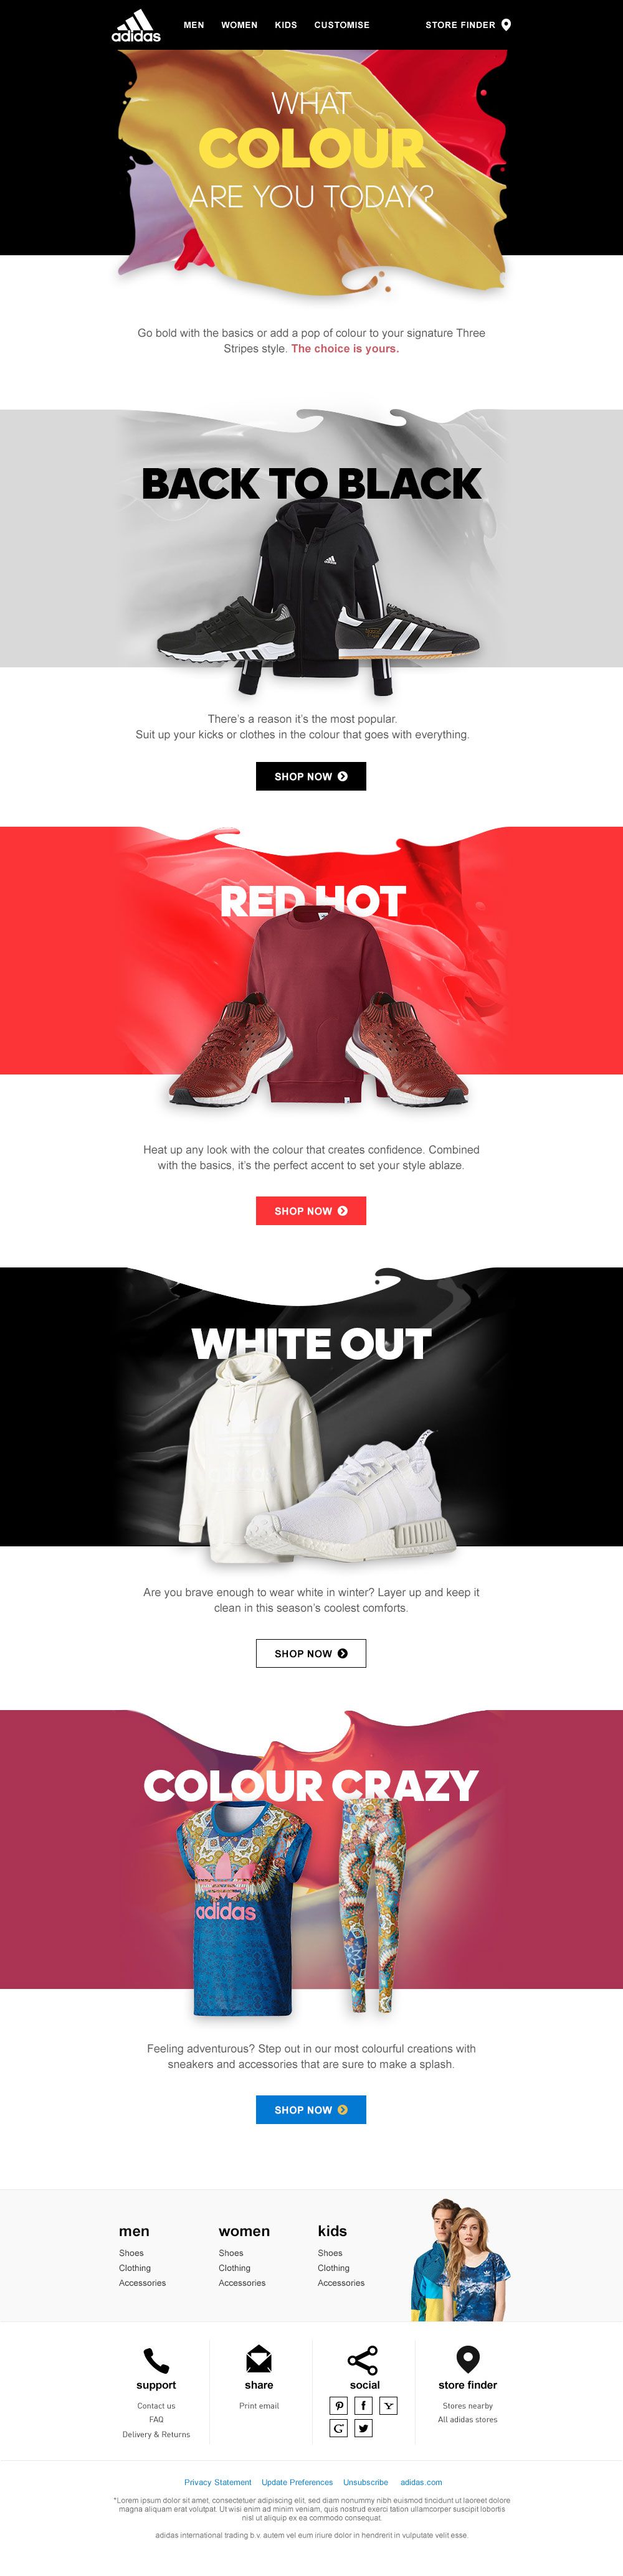 adidas
MEN WOMEN KIDS CUSTOMISE STORE FINDER
WHAT
COLOUR
ARE YOU TODAY?
Go bold with the basics or add a pop of colour to your signature Three
Stripes style. The choice is yours.
BACK TO BLACK
There's a reason it's the most popular.
Suit up your kicks or clothes in the colour that goes with everything.
SHOP NOW
RED HOT
Heat up any look with the colour that creates confidence. Combined
with the basics, it's the perfect accent to set your style ablaze.
SHOP NOW
WHITE OUT
Are you brave enough to wear white in winter? Layer up and keep it
clean in this season's coolest comforts.
SHOP NOW
COLOUR CRAZY
adidas
Feeling adventurous? Step out in our most colourful creations with
sneakers and accessories that are sure to make a splash.
SHOP NOW
men women kids
Shoes Shoes Shoes
Clothing Clothing Clothing
Accessories Accessories Accessories
support share social store finder
Contact us Print email Stores nearby
FAQ All adidas stores
Delivery & Returns
Privacy Statement Update Preferences Unsubscribe adidas.com
*Lorem ipsum dolor sit amet, consectetuer adipiscing elit, sed diam nonummy nibh euismod tincidunt ut laoreet dolore
magna aliquam erat volutpat. Ut wisi enim ad minim veniam, quis nostrud exerci tation ullamcorper suscipit lobortis
nisl ut aliquip ex ea commodo consequat.
adidas international trading b.v. autem vel eum iriure dolor in hendrerit in vulputate velit esse.